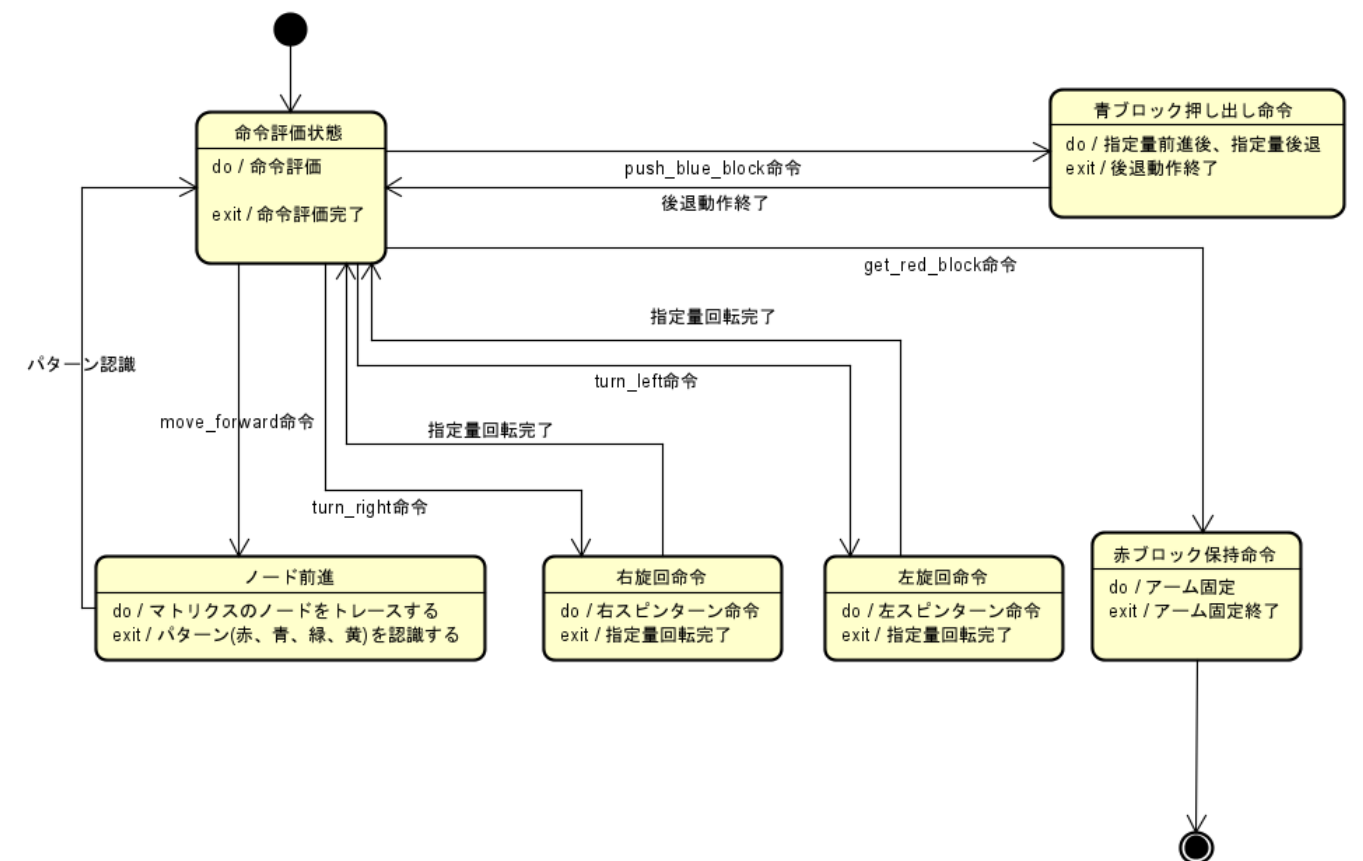 青ブロック押し出し命令
do / 指定量前進後、指定量後退
exit / 後退動作終了
命令評価状態
do / 命令評価
exit / 命令評価完了
push_blue_block命令
後退動作終了
get_red_block命令
指定量回転完了
パターン認識
turn_left命令
move_forward命令
指定量回転完了
turn_right命令
ノード前進
do / マトリクスのノードをトレースする
exit / パターン(赤、青、緑、黄)を認識する
右旋回命令
do / 右スピンターン命令
exit / 指定量回転完了
左旋回命令
do / 左スピンターン命令
exit / 指定量回転完了
赤ブロック保持命令
do / アーム固定
exit / アーム固定終了